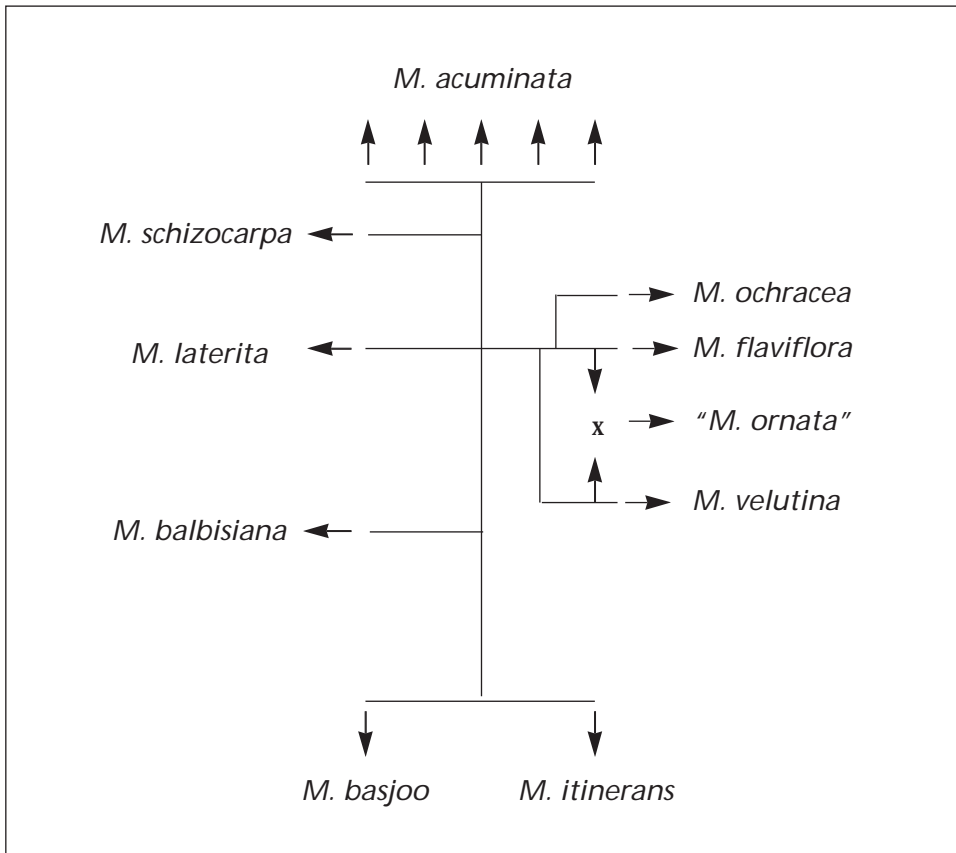 M. acuminata
M. schizocarpa
M. ochracea
M. laterita
M. flaviflora
x
“M. ornata”
M. velutina
M. balbisiana
M. basjoo
M. itinerans